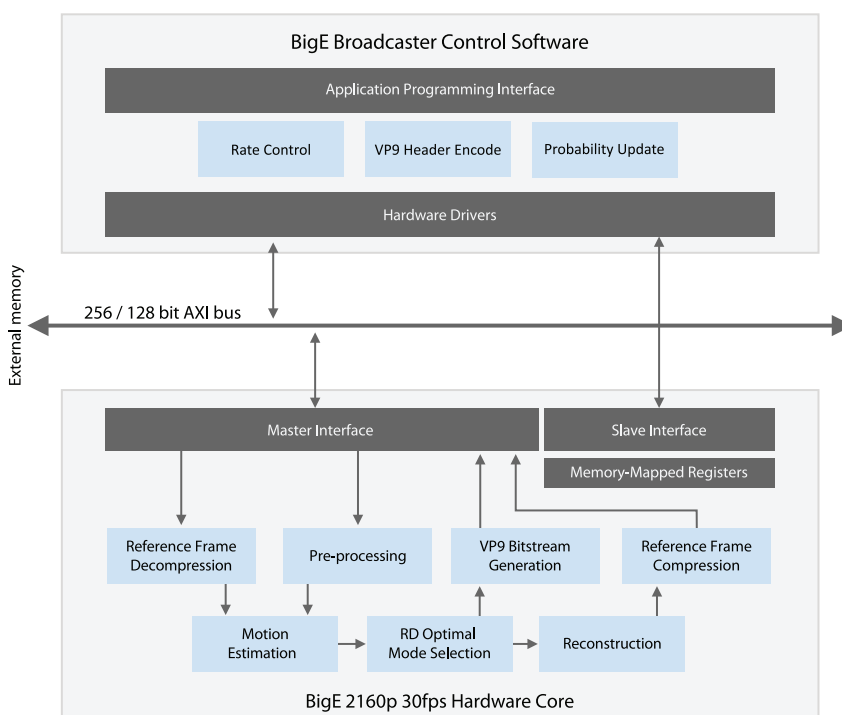 BigE Broadcaster Control Software
Application Programming Interface
Rate Control
VP9 Header Encode
Probability Update
Hardware Drivers
External memory
256 / 128 bit AXI bus
Master Interface
Slave Interface
Memory-Mapped Registers
Reference Frame
Decompression
Pre-processing
VP9 Bitstream
Generation
Reference Frame
Compression
Motion
Estimation
RD Optimal
Mode Selection
Reconstruction
BigE 2160p 30fps Hardware Core